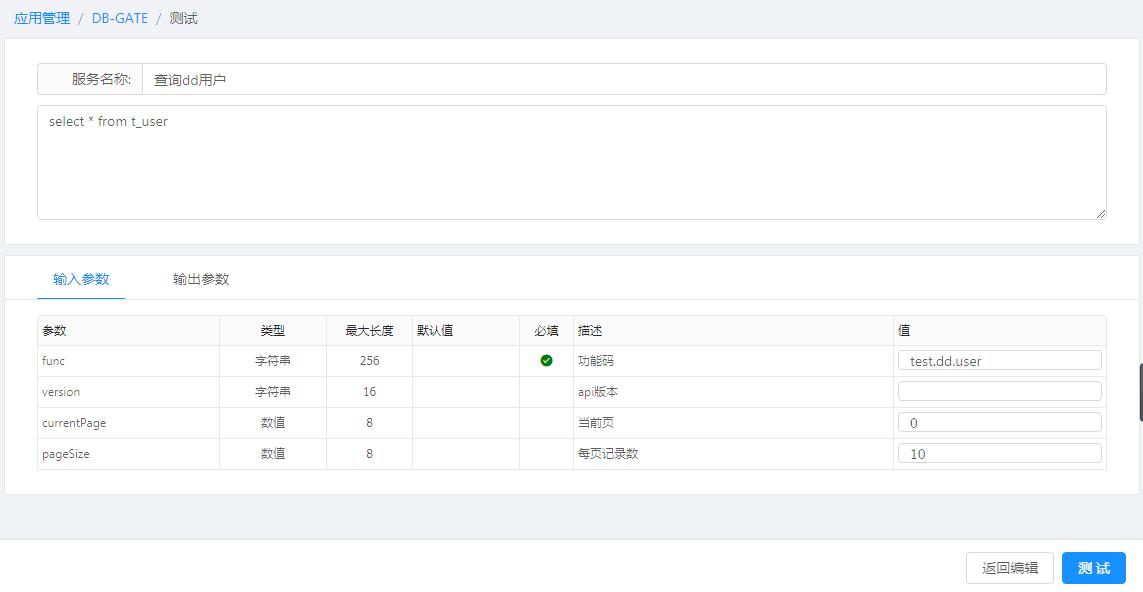 应用管理 / DB-GATE / 测试
服务名称: 查询dd用户
select * from t_user
输入参数 输出参数
参数 类型 最大长度 默认值 必填 描述 值
func 字符串 256 功能码 test.dd.user
version 字符串 16 api版本
currentPage 数值 8 当前页 0
pageSize 数值 8 每页记录数 10
返回编辑 测 试